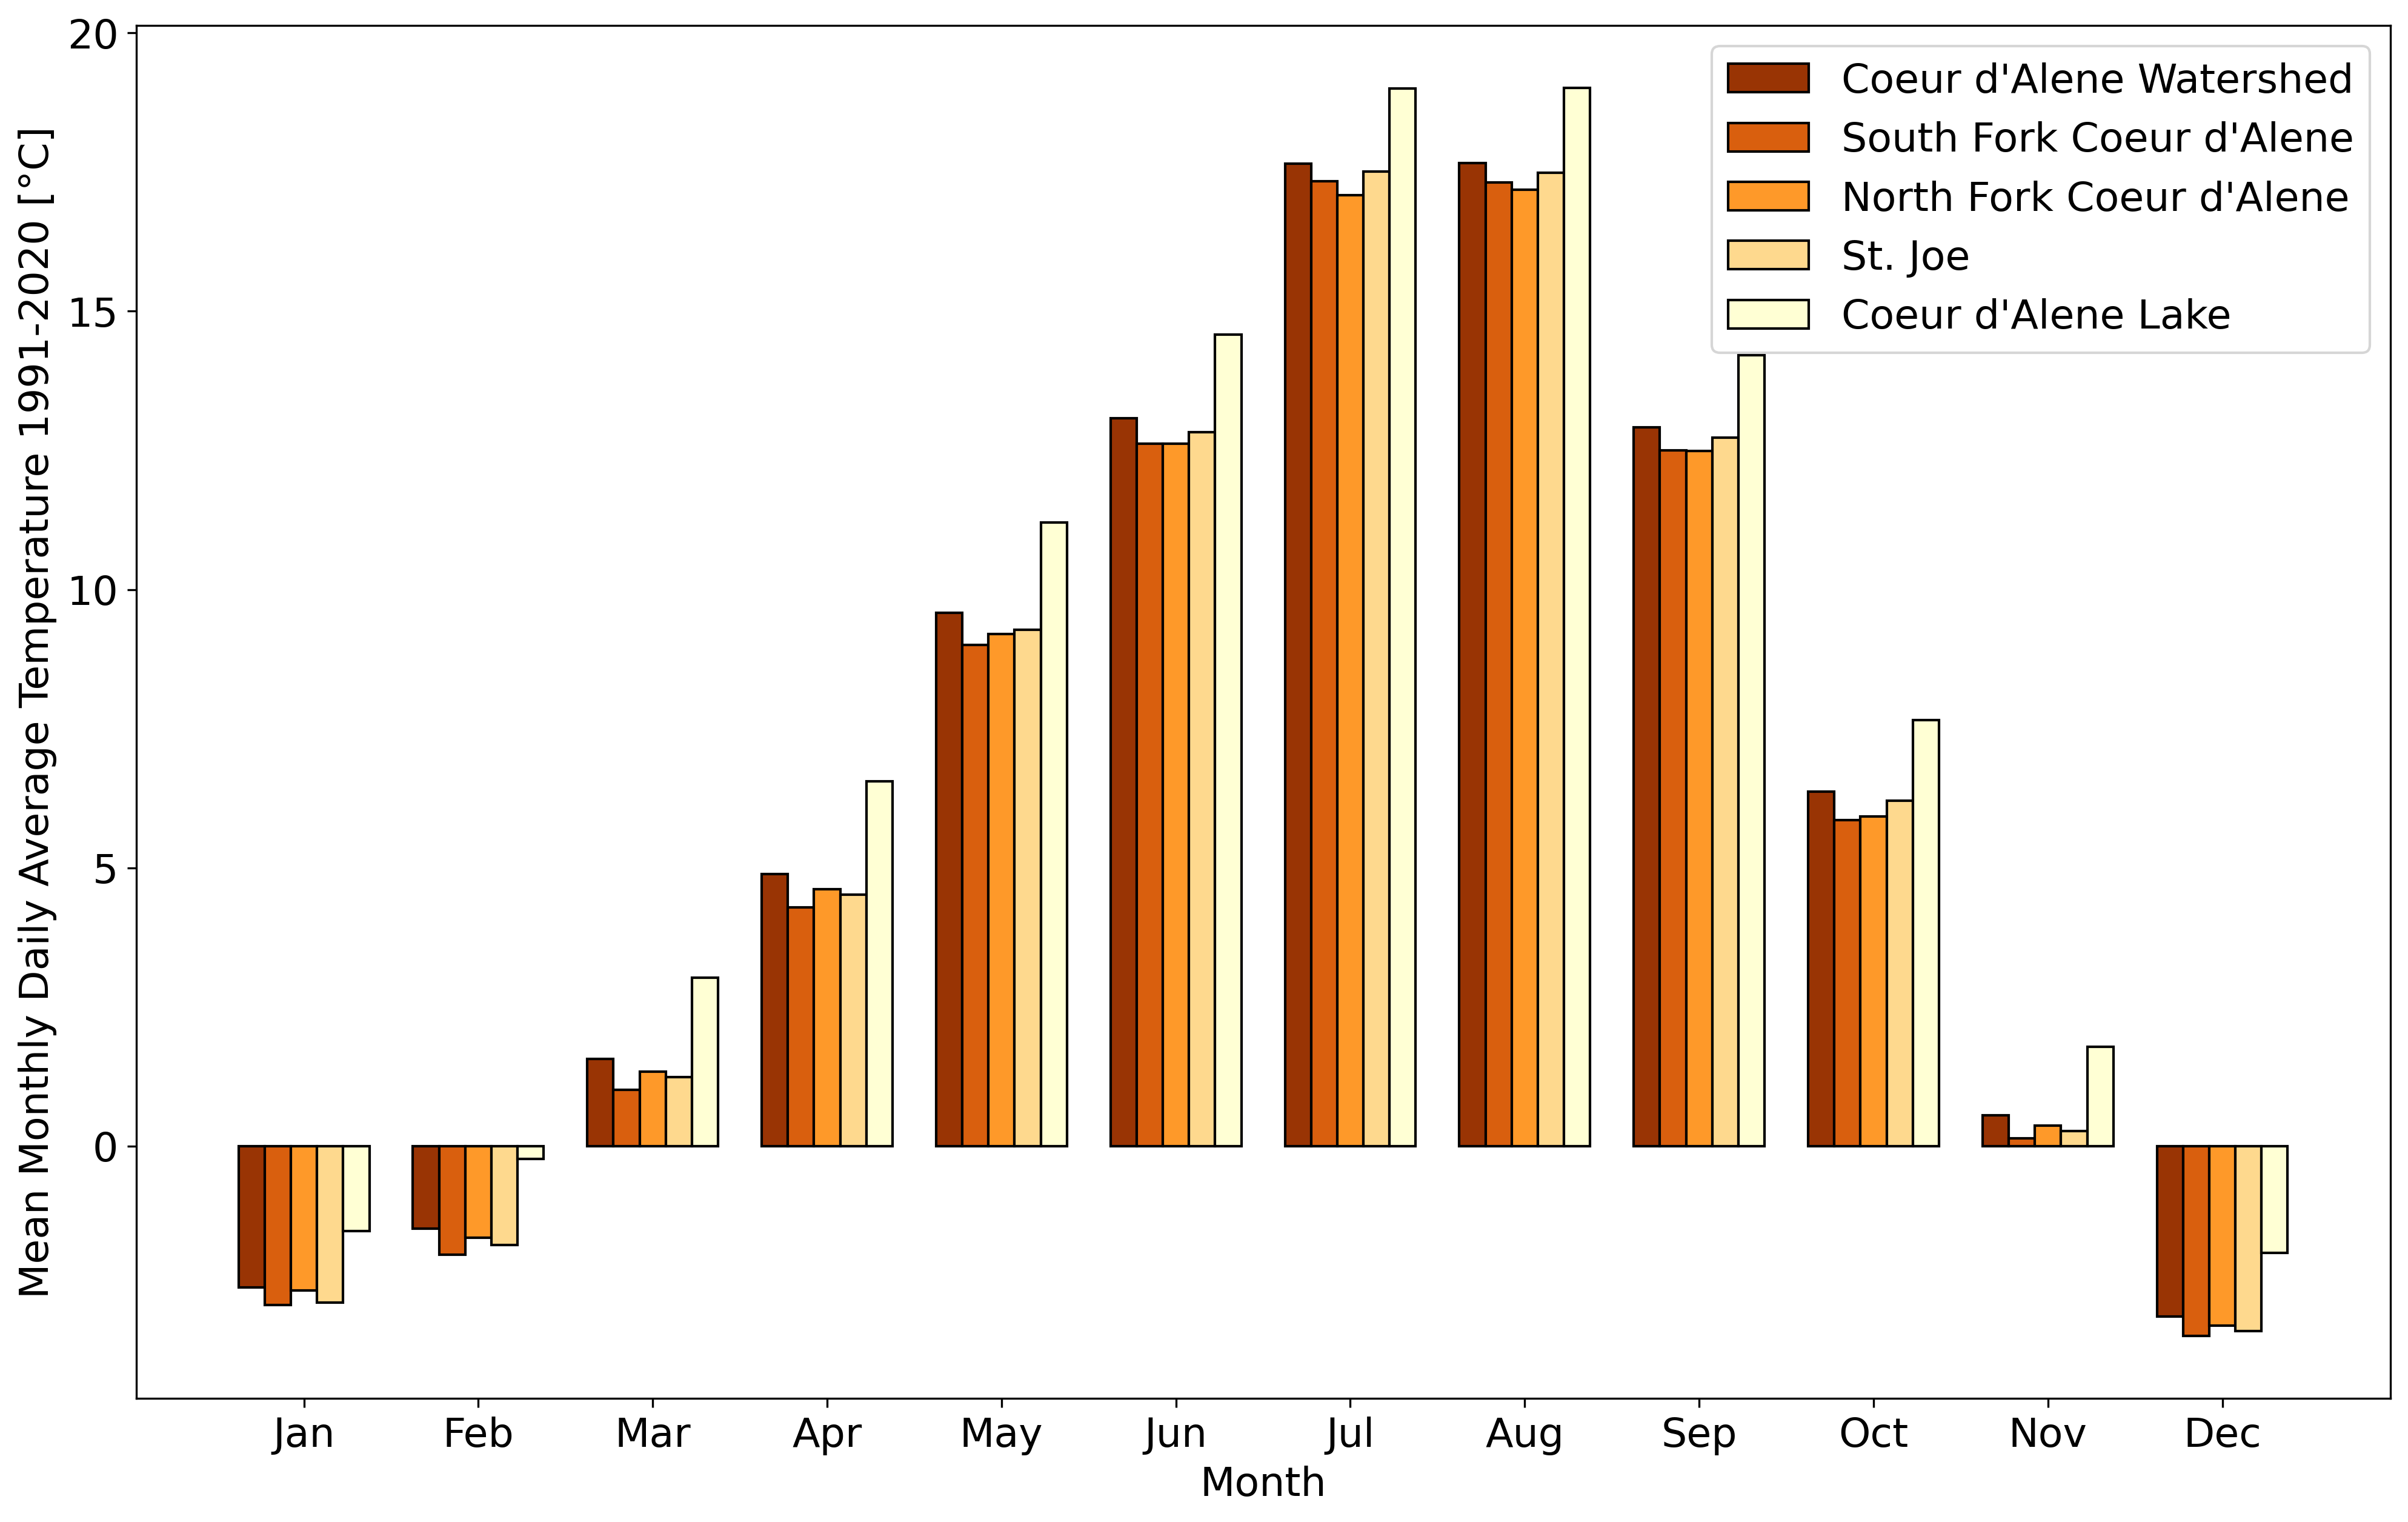 Mean Monthly Daily Average Temperature 1991-2020 [°C]
20
15
10
5
0
Coeur d'Alene Watershed
South Fork Coeur d'Alene
North Fork Coeur d'Alene
St. Joe
Coeur d'Alene Lake
Jan Feb Mar Apr May Jun Jul Aug Sep Oct Nov Dec
Month